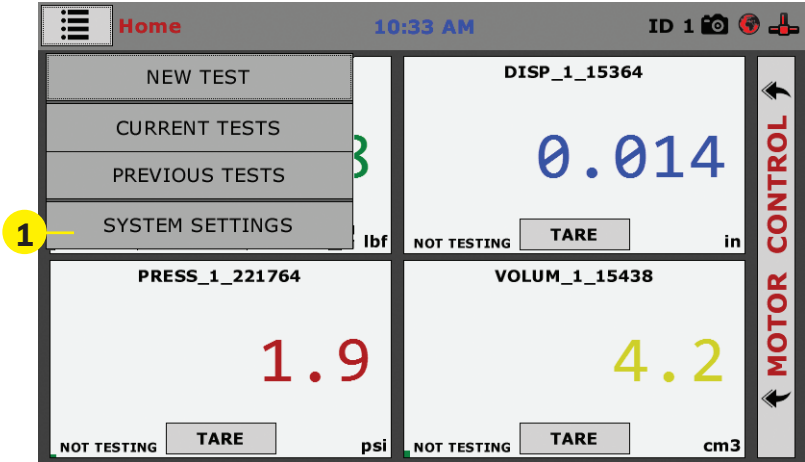 Home
10:33 AM
ID 1
NEW TEST
CURRENT TESTS
PREVIOUS TESTS
SYSTEM SETTINGS
1
lbf
DISP_1_15364
0.014
NOT TESTING
TARE
in
PRESS_1_221764
1.9
NOT TESTING
TARE
psi
VOLUM_1_15438
4.2
NOT TESTING
TARE
cm3
MOTOR CONTROL